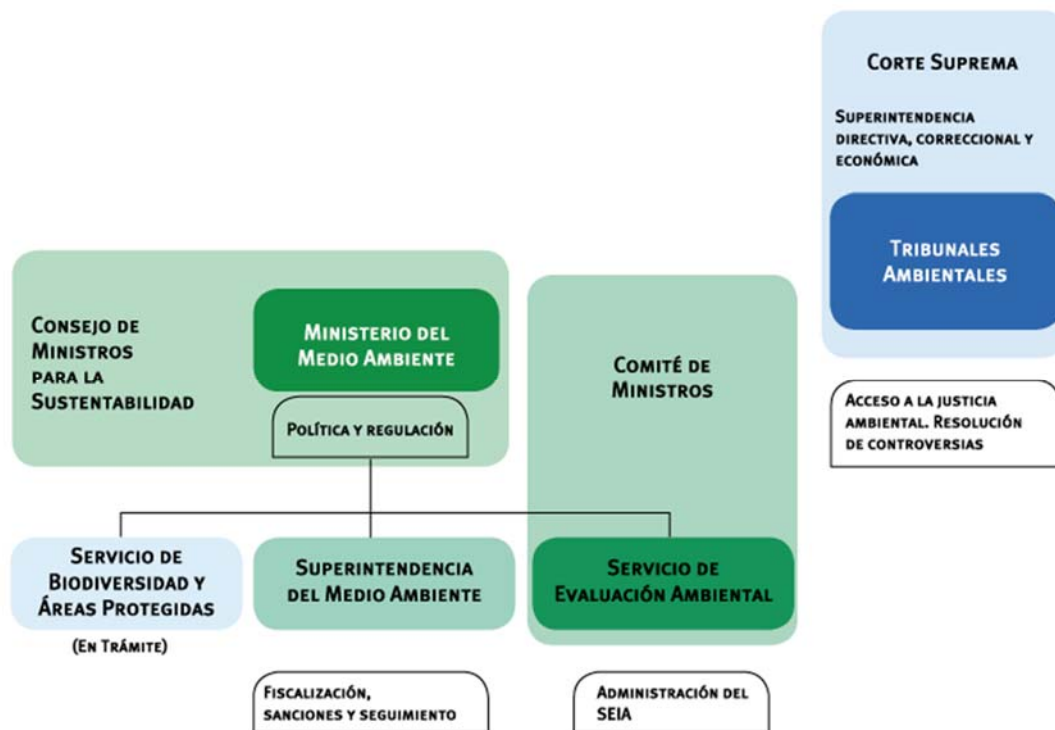 CORTE SUPREMA
SUPERINTENDENCIA
DIRECTIVA, CORRECCIONAL Y
ECONÓMICA
TRIBUNALES
AMBIENTALES
ACCESO A LA JUSTICIA
AMBIENTAL. RESOLUCIÓN
DE CONTROVERSIAS
CONSEJO DE
MINISTROS
PARA LA
SUSTENTABILIDAD
MINISTERIO DEL
MEDIO AMBIENTE
POLÍTICA Y REGULACIÓN
COMITÉ DE
MINISTROS
SERVICIO DE
BIODIVERSIDAD Y
ÁREAS PROTEGIDAS
(EN TRÁMITE)
SUPERINTENDENCIA
DEL MEDIO AMBIENTE
SERVICIO DE
EVALUACIÓN AMBIENTAL
FISCALIZACIÓN,
SANCIONES Y SEGUIMIENTO
ADMINISTRACIÓN DEL
SEIA